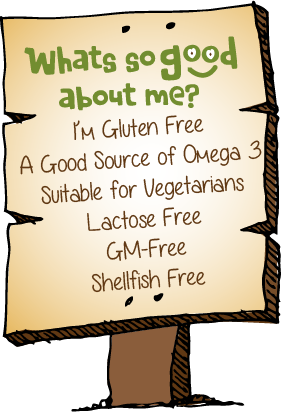 Whats so good
about me?
I'm Gluten Free
A Good Source of Omega 3
Suitable for Vegetarians
Lactose Free
GM-Free
Shellfish Free